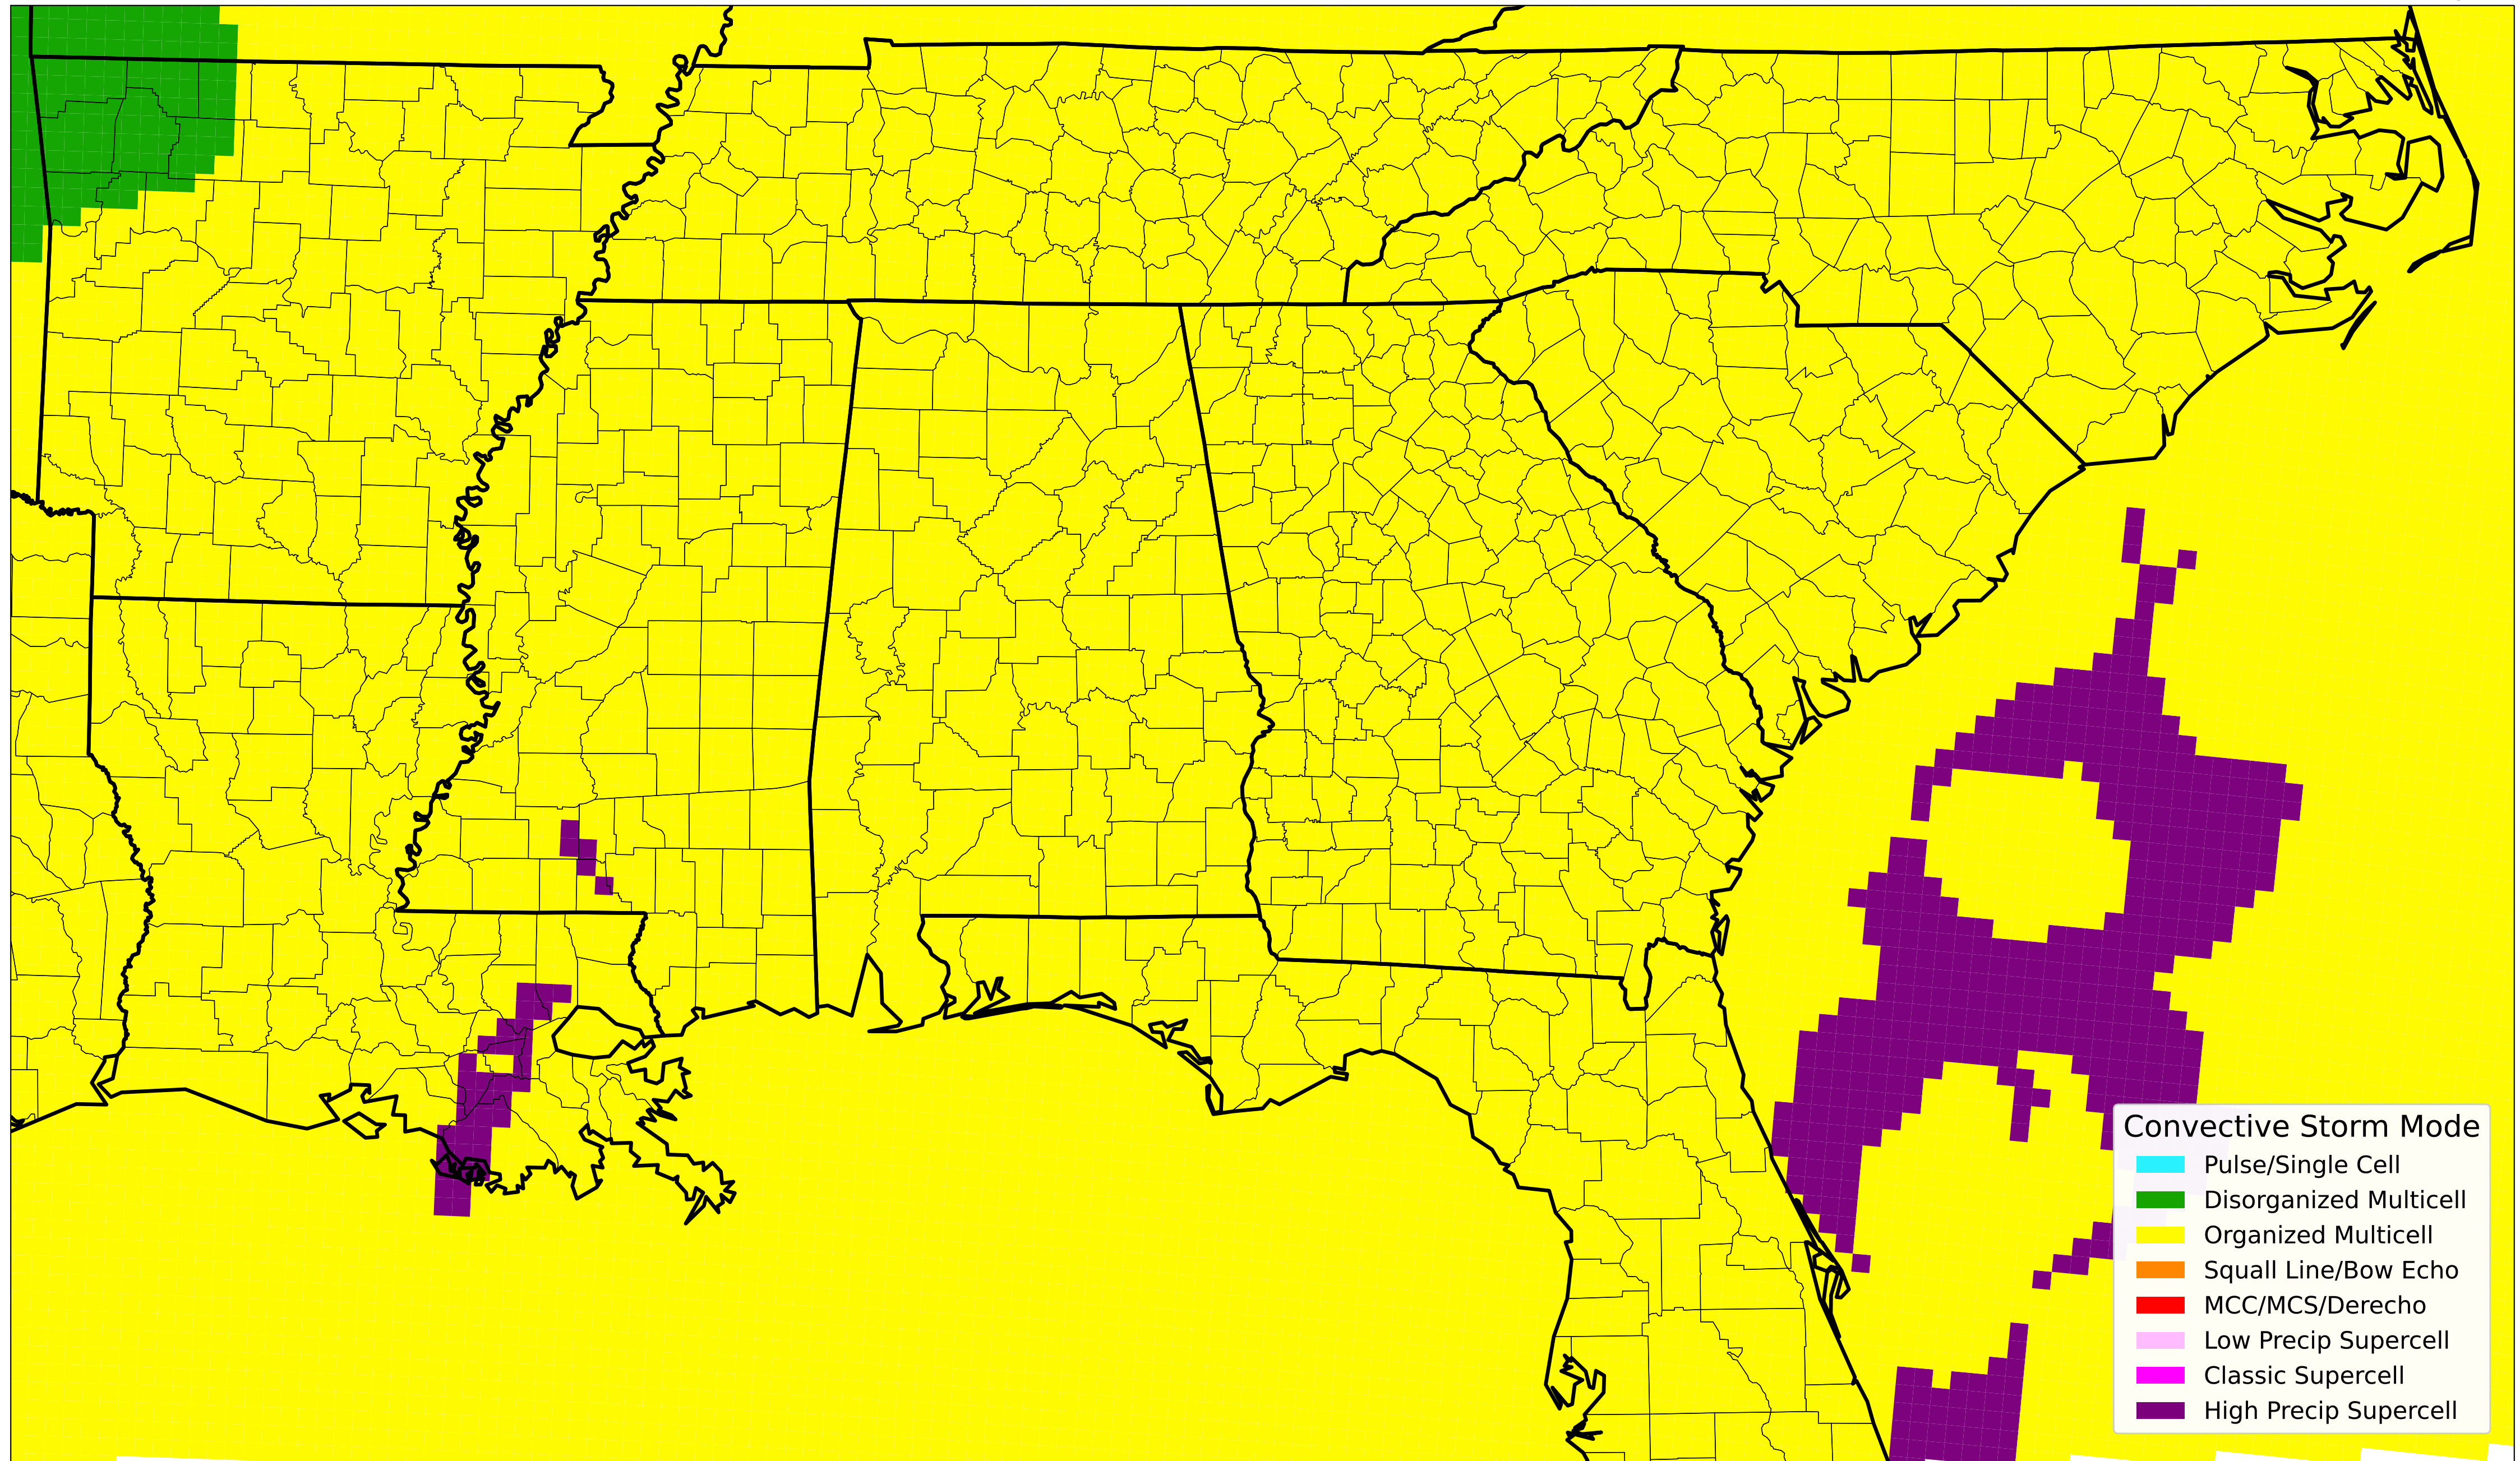 Convective Storm Mode
Pulse/Single Cell
Disorganized Multicell
Organized Multicell
Squall Line/Bow Echo
MCC/MCS/Derecho
Low Precip Supercell
Classic Supercell
High Precip Supercell